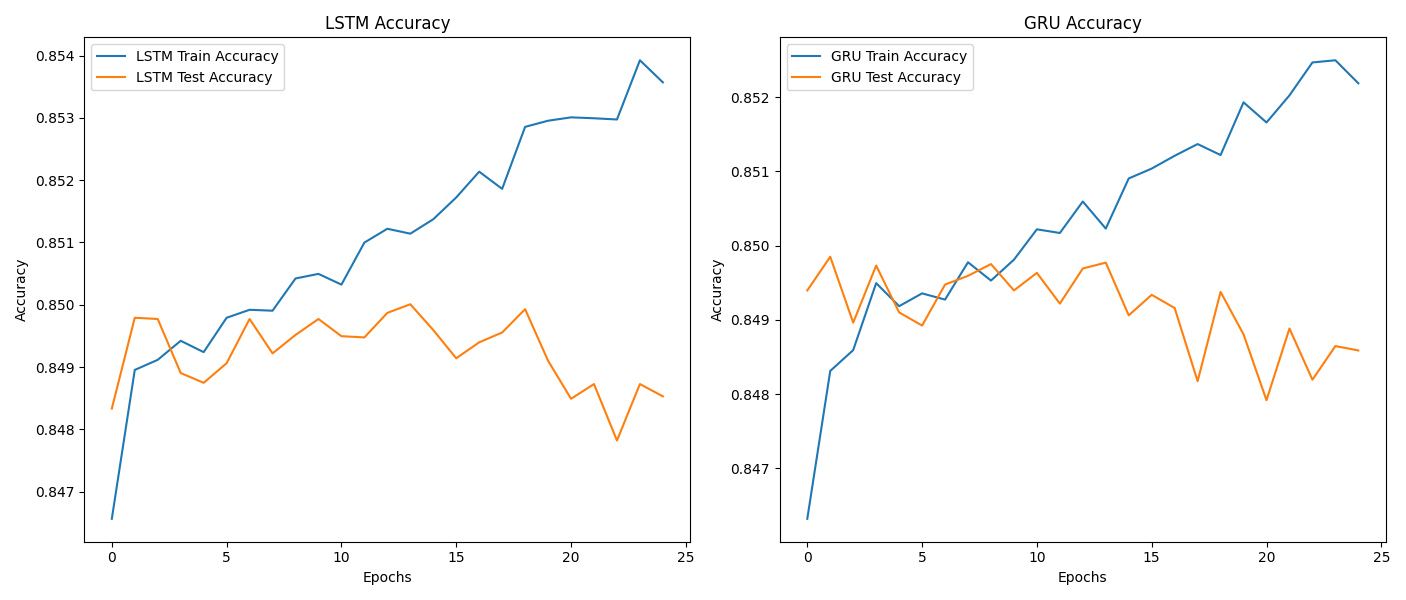 LSTM Accuracy
LSTM Train Accuracy
LSTM Test Accuracy
0.854
0.853
0.852
0.851
0.850
0.849
0.848
0.847
Accuracy
0 5 10 15 20 25
Epochs
GRU Accuracy
GRU Train Accuracy
GRU Test Accuracy
0.852
0.851
0.850
0.849
0.848
0.847
Accuracy
0 5 10 15 20 25
Epochs